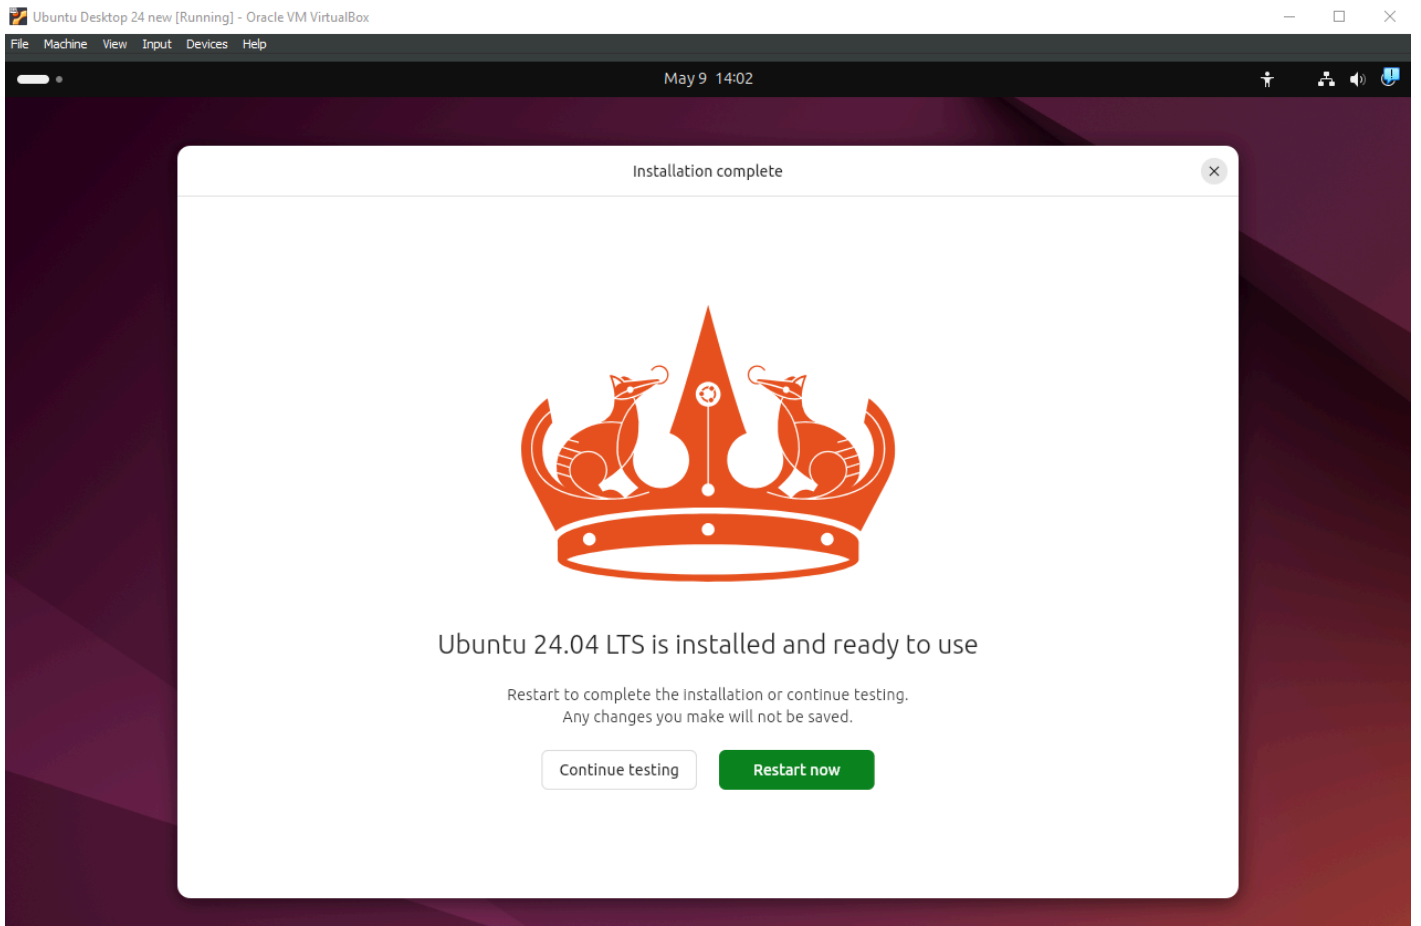 Ubuntu Desktop 24 new [Running] - Oracle VM VirtualBox
File Machine View Input Devices Help
May 9 14:02
Installation complete
Ubuntu 24.04 LTS is installed and ready to use
Restart to complete the installation or continue testing.
Any changes you make will not be saved.
Continue testing Restart now